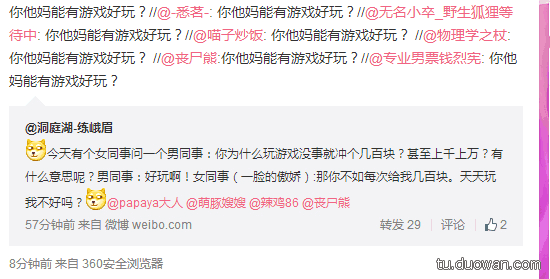 你他妈能有游戏好玩？//@-悉茗-: 你他妈能有游戏好玩？//@无名小卒_野生狐狸等
待中: 你他妈能有游戏好玩？//@喵子炒饭: 你他妈能有游戏好玩？//@物理学之杖:
你他妈能有游戏好玩？ //@丧尸熊: 你他妈能有游戏好玩？//@专业男票钱烈宪: 你他
妈能有游戏好玩？
@洞庭湖-练峨眉
今天有个女同事问一个男同事：你为什么玩游戏没事就冲个几百块？甚至上千上万？有
什么意思呢？男同事：好玩啊！女同事（一脸的傲娇）:那你不如每次给我几百块。天天玩
我不好吗？@papaya大人 @萌豚嫂嫂 @辣鸡86 @丧尸熊
57分钟前 来自 微博 weibo.com 转发 29 评论 2
8分钟前 来自 360安全浏览器
tu.duowan.com